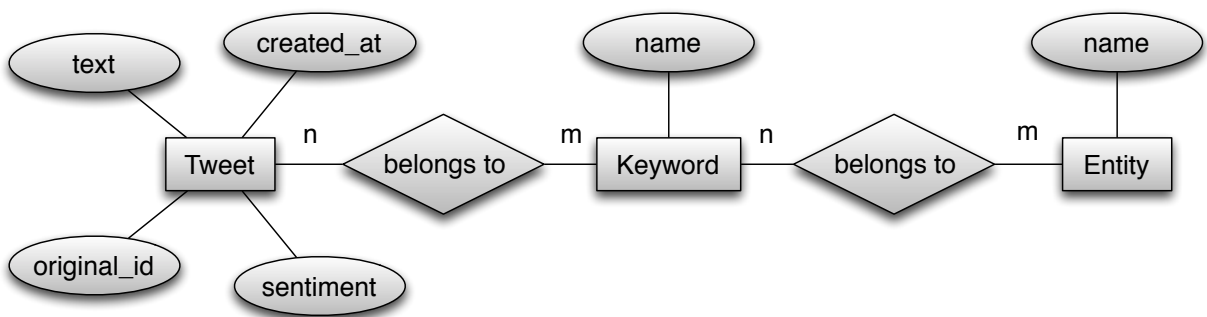 created_at
name
name
text
n
m
n
m
Tweet
belongs to
Keyword
belongs to
Entity
original_id
sentiment